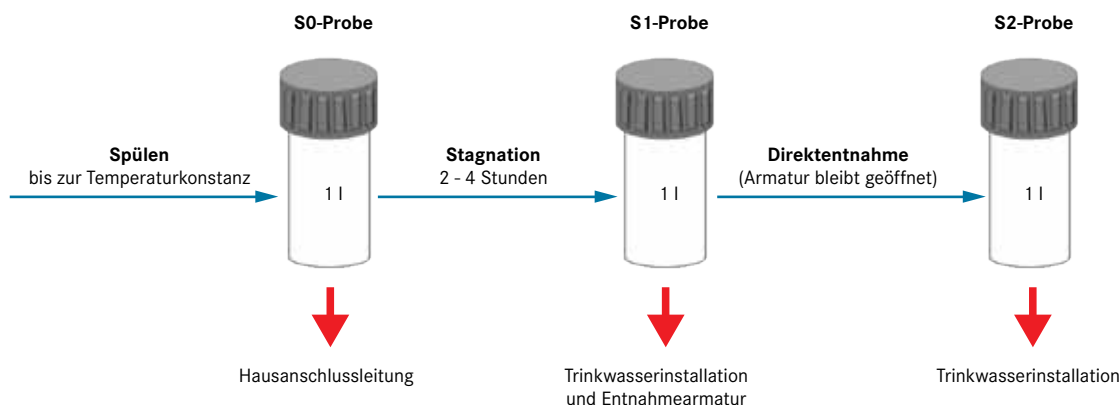 S0-Probe
S1-Probe
S2-Probe
Spülen
bis zur Temperaturkonstanz
1 l
Stagnation
2 - 4 Stunden
1 l
Direktentnahme
(Armatur bleibt geöffnet)
1 l
Hausanschlussleitung
Trinkwasserinstallation
und Entnahmearmatur
Trinkwasserinstallation